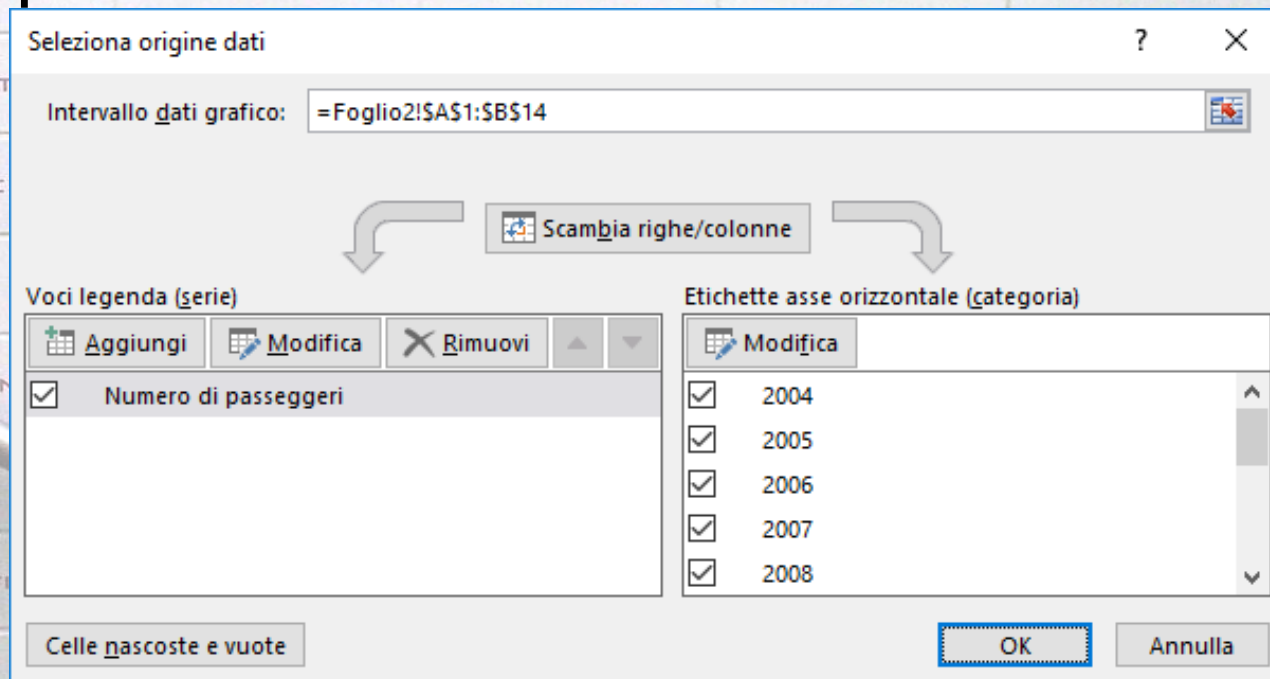 Seleziona origine dati
?
Intervallo dati grafico: =Foglio2!$A$1:$B$14
Scambia righe/colonne
Voci legenda (serie)
Etichette asse orizzontale (categoria)
Aggiungi Modifica Rimuovi
Modifica
Numero di passeggeri
2004
2005
2006
2007
2008
Celle nascoste e vuote
OK Annulla